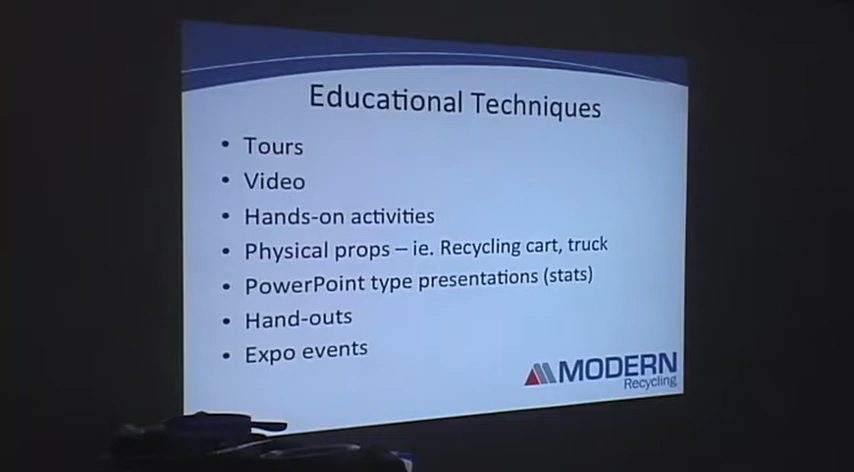 Educational Techniques
• Tours
• Video
• Hands-on activities
• Physical props – ie. Recycling cart, truck
• PowerPoint type presentations (stats)
• Hand-outs
• Expo events
MODERN
Recycling